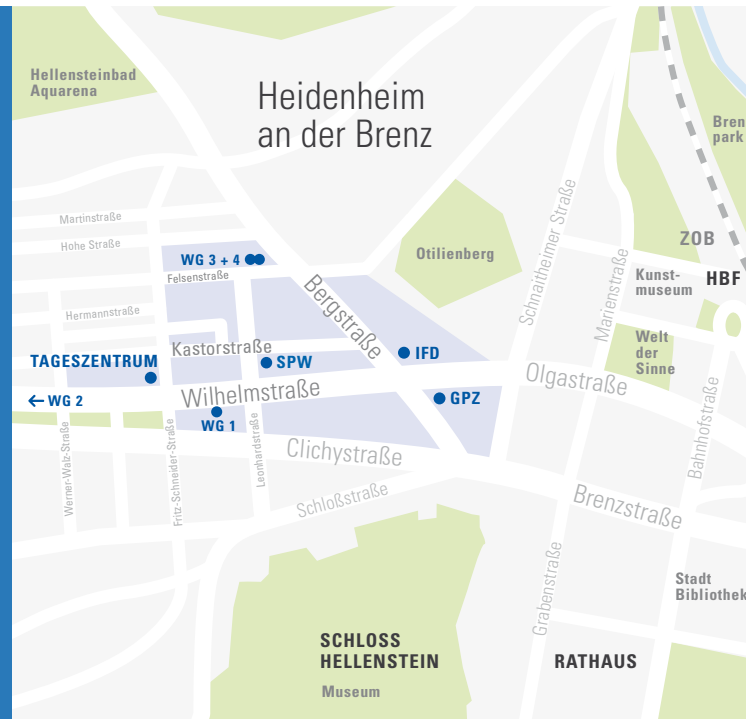 Hellensteinbad
Aquarena
Heidenheim
an der Brenz
Bren
park
Martinstraße
Hohe Straße
WG 3 + 4
Felsenstraße
Otilienberg
Schnaitheimer Straße
Marienstraße
ZOB
Kunst-
museum
HBF
Bergstraße
Hermannstraße
Kastorstraße
TAGESZENTRUM
SPW
IFD
Welt
der
Sinne
← WG 2
Wilhelmstraße
WG 1
GPZ
Olgastraße
Bahnhofstraße
Werner-Walz-Straße
Fritz-Schneider-Straße
Leonhardstraße
Clichystraße
Schloßstraße
Brenzstraße
Grabenstraße
Stadt
Bibliothek
SCHLOSS
HELLENSTEIN
Museum
RATHAUS